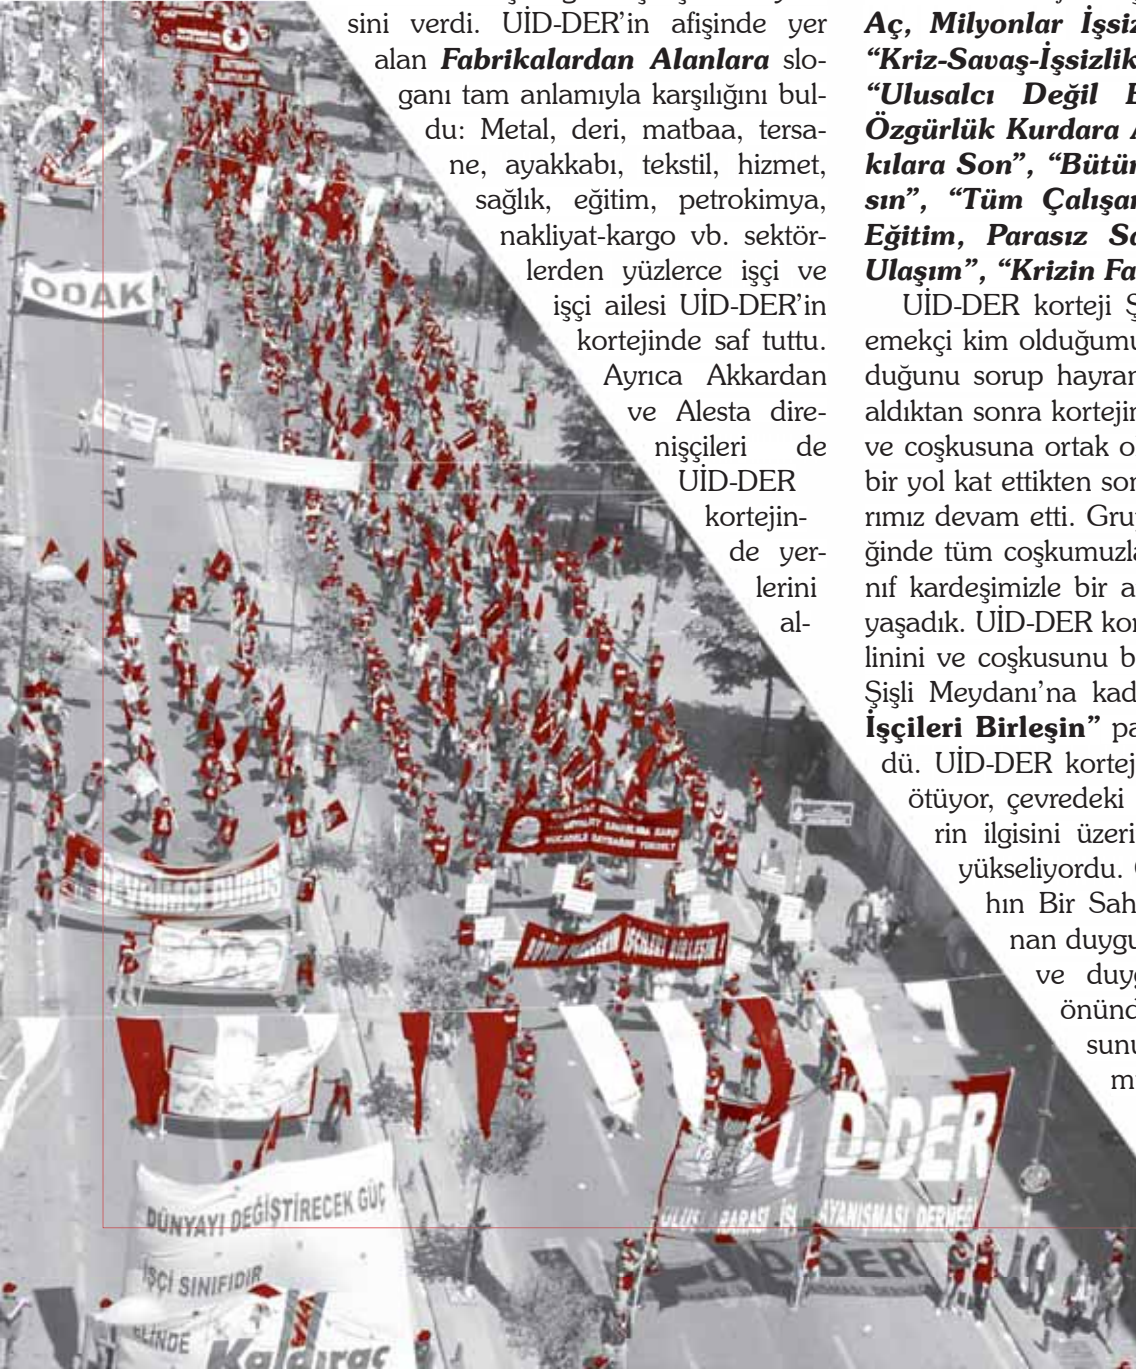 sini verdi. UİD-DER’in afişinde yer
alan Fabrikalardan Alanlara slo-
ganı tam anlamıyla karşılığını bul-
du: Metal, deri, matbaa, tersa-
ne, ayakkabı, tekstil, hizmet,
sağlık, eğitim, petrokimya,
nakliyat-kargo vb. sektör-
lerden yüzlerce işçi ve
işçi ailesi UİD-DER’in
kortejinde saf tuttu.
Ayrıca Akkardan
ve Alesta dire-
nişçileri de
UİD-DER
kortejin-
de yer-
lerini
al-
Aç, Milyonlar İşsiz
“Kriz-Savaş-İşsizlik
“Ulusalcı Değil E
Özgürlük Kurdara A
kılara Son”, “Bütün
sın”, “Tüm Çalışan
Eğitim, Parasız Sa
Ulaşım”, “Krizin Fa
UİD-DER korteji Ş
emekçi kim olduğumu
duğunu sorup hayran
aldıktan sonra kortejin
ve coşkusuna ortak o
bir yol kat ettikten son
rımız devam etti. Gru
ğinde tüm coşkumuzla
nıf kardeşimizle bir a
yaşadık. UİD-DER kor
linini ve coşkusunu b
Şişli Meydanı’na kad
İşçileri Birleşin” pa
dü. UİD-DER kortej
ötüyor, çevredeki
rin ilgisini üzeri
yükseliyordu.
hın Bir Sah
nan duygu
ve duyg
önünd
sunu
m
ODAK
DEVRİMCİ DURUŞ
MÜCADELE BAYRAĞINI YÜKSELT
BÜTÜN ÜLKELERİN İŞÇİLERİ BİRLEŞİN!
D-DER
DERNEĞİ
DÜNYAYI DEĞİŞTİRECEK GÜÇ
İŞÇİ SINIFIDIR
ELİNDE
Kaldıraç